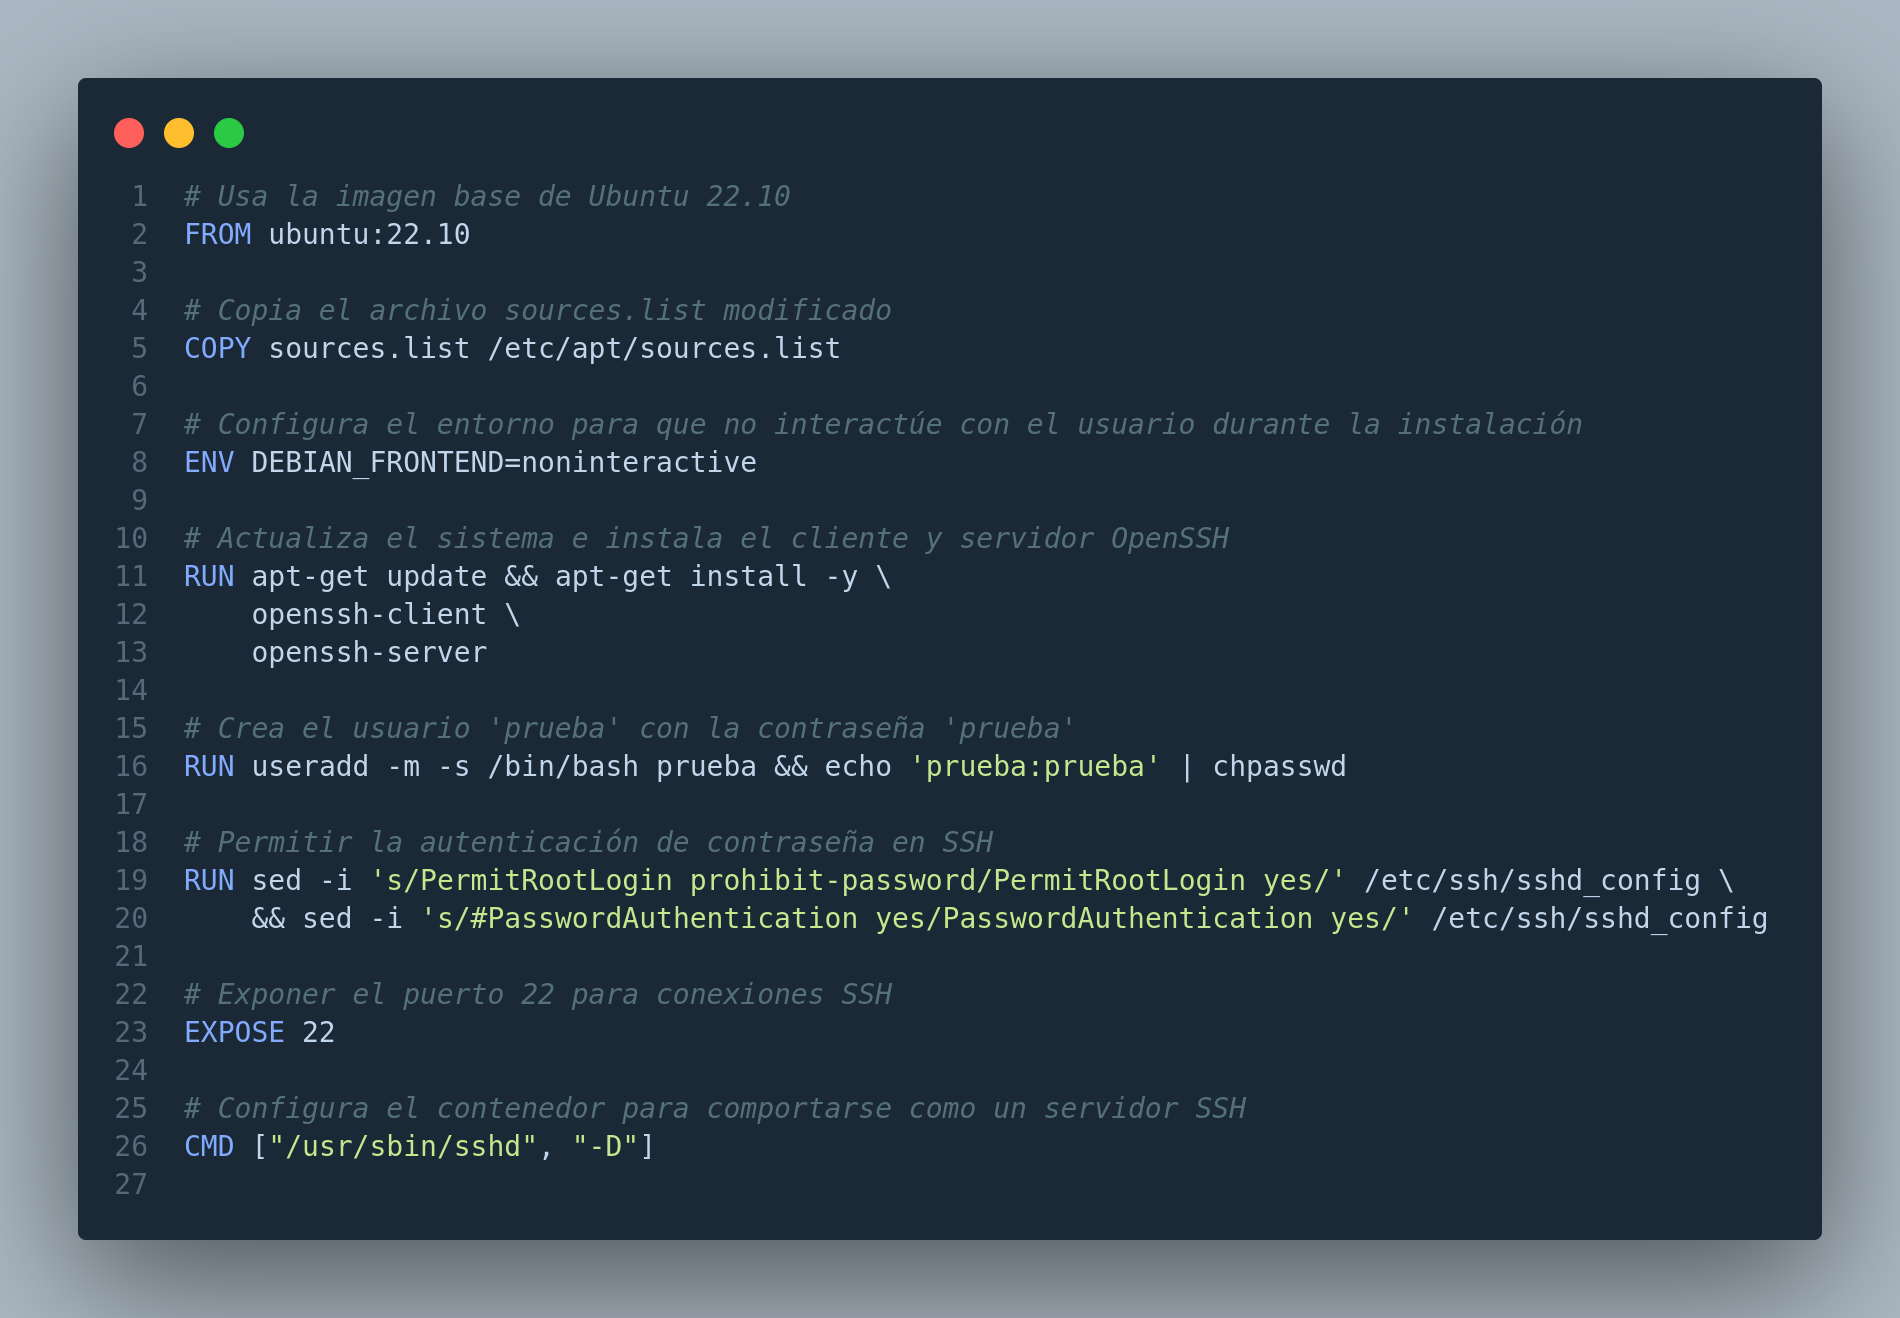 1 # Usa la imagen base de Ubuntu 22.10
2 FROM ubuntu:22.10
3
4 # Copia el archivo sources.list modificado
5 COPY sources.list /etc/apt/sources.list
6
7 # Configura el entorno para que no interactúe con el usuario durante la instalación
8 ENV DEBIAN_FRONTEND=noninteractive
9
10 # Actualiza el sistema e instala el cliente y servidor OpenSSH
11 RUN apt-get update && apt-get install -y \
12     openssh-client \
13     openssh-server
14
15 # Crea el usuario 'prueba' con la contraseña 'prueba'
16 RUN useradd -m -s /bin/bash prueba && echo 'prueba:prueba' | chpasswd
17
18 # Permitir la autenticación de contraseña en SSH
19 RUN sed -i 's/PermitRootLogin prohibit-password/PermitRootLogin yes/' /etc/ssh/sshd_config \
20     && sed -i 's/#PasswordAuthentication yes/PasswordAuthentication yes/' /etc/ssh/sshd_config
21
22 # Exponer el puerto 22 para conexiones SSH
23 EXPOSE 22
24
25 # Configura el contenedor para comportarse como un servidor SSH
26 CMD ["/usr/sbin/sshd", "-D"]
27